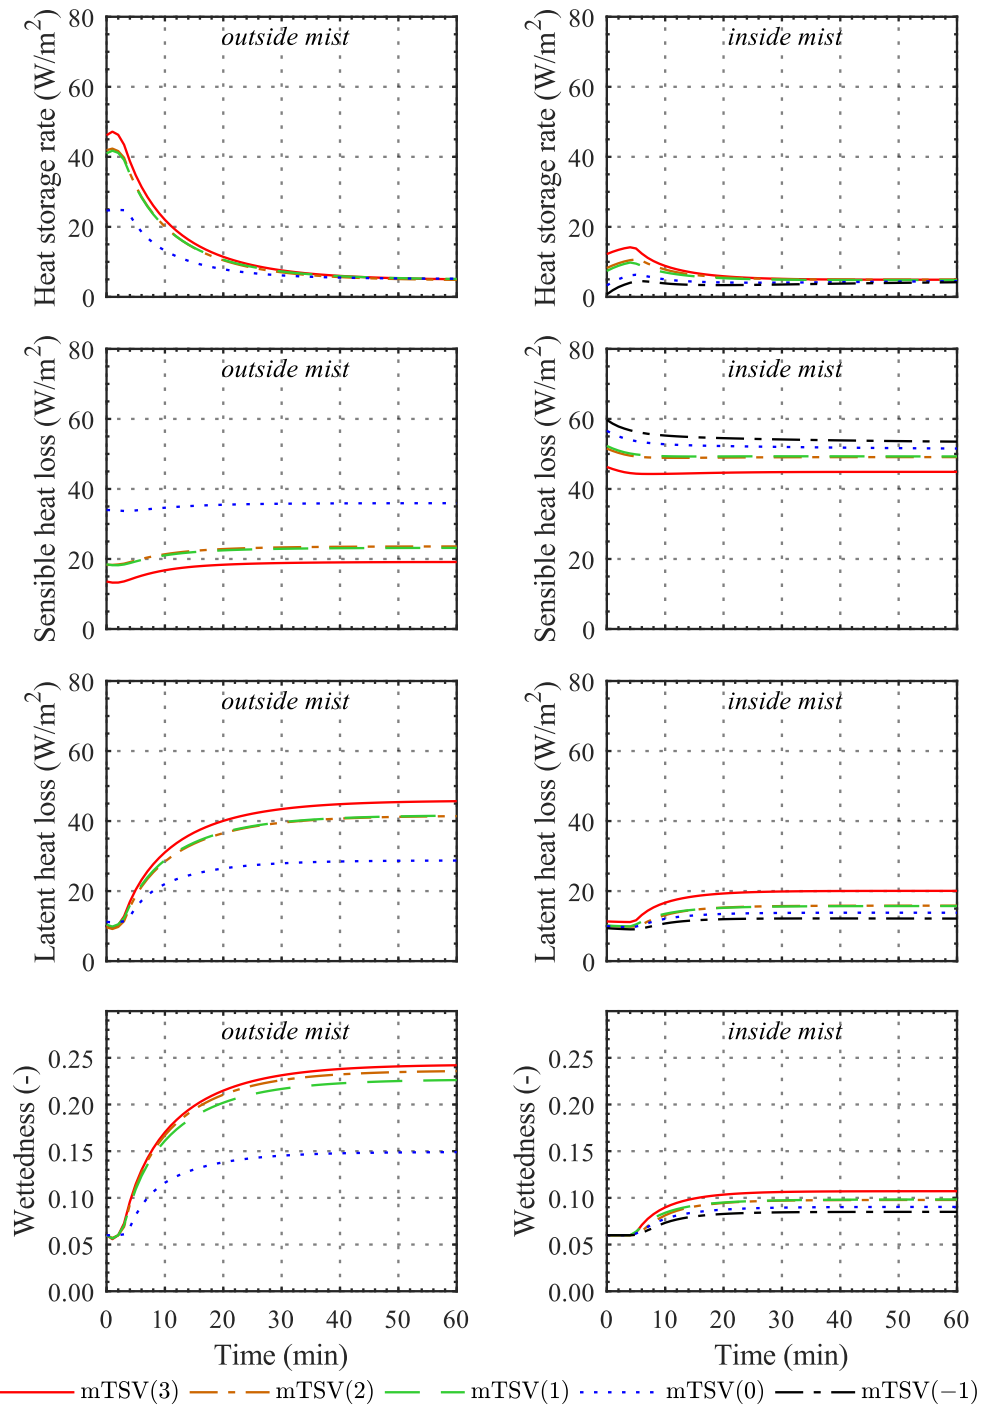 Heat storage rate (W/m²)
80
60
40
20
0
outside mist
Heat storage rate (W/m²)
80
60
40
20
0
inside mist
Sensible heat loss (W/m²)
80
60
40
20
0
outside mist
Sensible heat loss (W/m²)
80
60
40
20
0
inside mist
Latent heat loss (W/m²)
80
60
40
20
0
outside mist
Latent heat loss (W/m²)
80
60
40
20
0
inside mist
Wettedness (-)
0.25
0.20
0.15
0.10
0.05
0.00
outside mist
0 10 20 30 40 50 60
Time (min)
Wettedness (-)
0.25
0.20
0.15
0.10
0.05
0.00
inside mist
0 10 20 30 40 50 60
Time (min)
mTSV(3) mTSV(2) mTSV(1) mTSV(0) mTSV(−1)